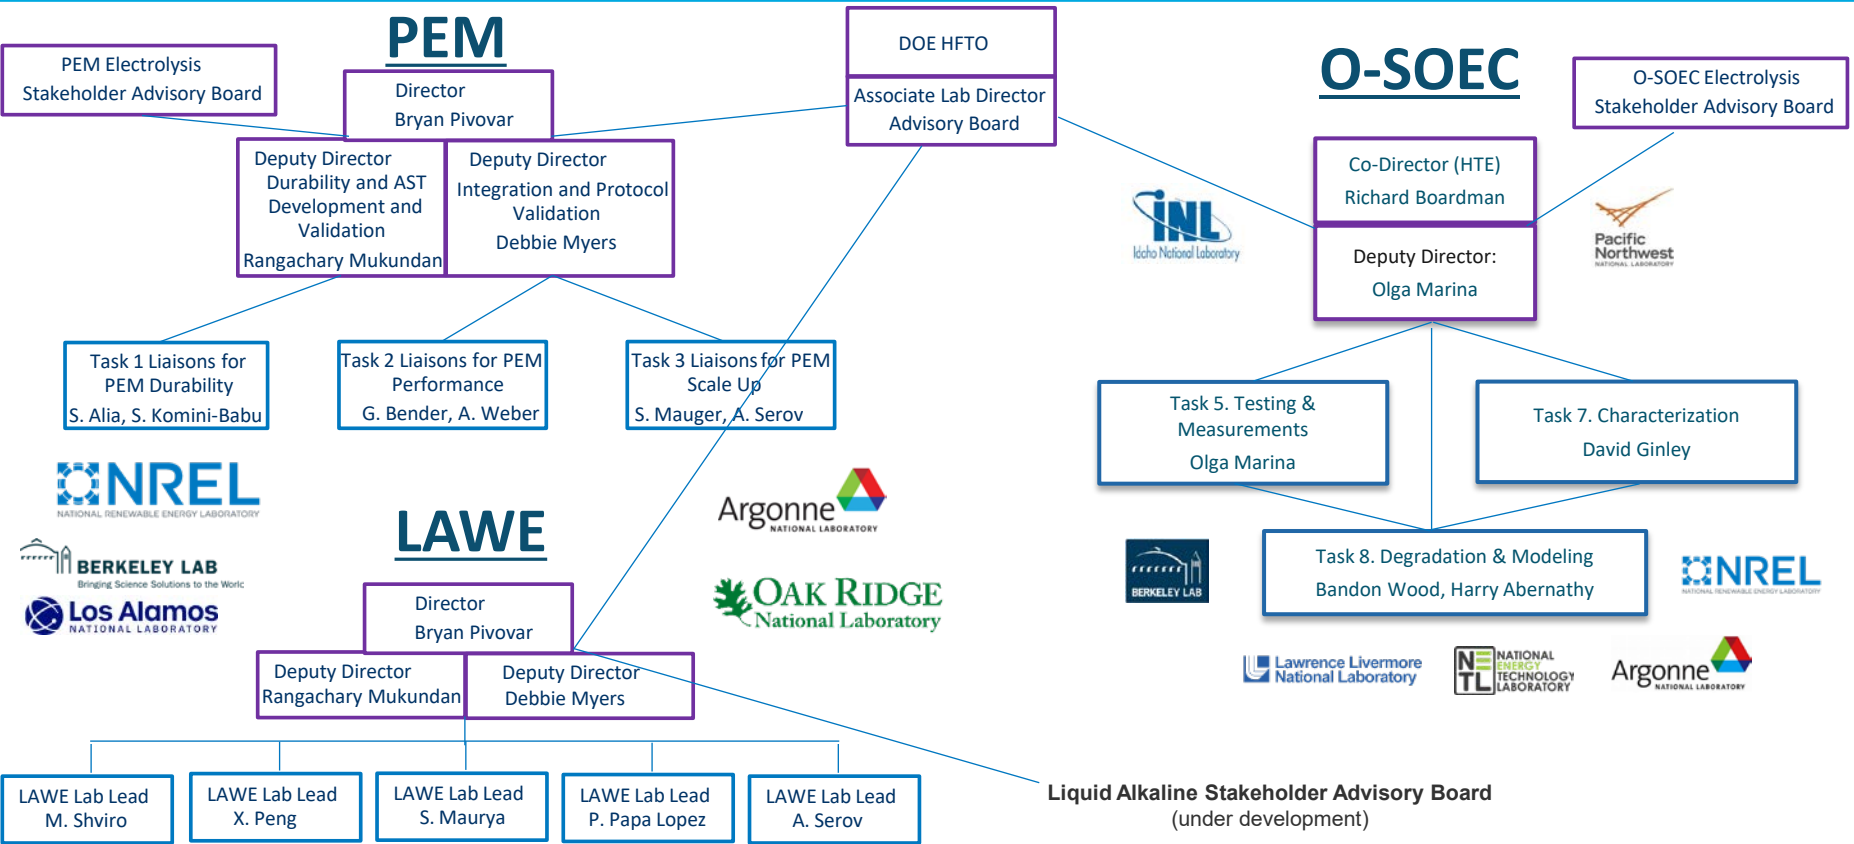 PEM
PEM Electrolysis
Stakeholder Advisory Board
Director
Bryan Pivovar
Deputy Director
Durability and AST
Development and
Validation
Rangachary Mukundan
Deputy Director
Integration and Protocol
Validation
Debbie Myers
DOE HFTO
Associate Lab Director
Advisory Board
Task 1 Liaisons for
PEM Durability
S. Alia, S. Komini-Babu
Task 2 Liaisons for PEM
Performance
G. Bender, A. Weber
Task 3 Liaisons for PEM
Scale Up
S. Mauger, A. Serov
NREL
NATIONAL RENEWABLE ENERGY LABORATORY
BERKELEY LAB
Bringing Science Solutions to the World
Los Alamos
NATIONAL LABORATORY
Argonne
NATIONAL LABORATORY
OAK RIDGE
National Laboratory
LAWE
Director
Bryan Pivovar
Deputy Director
Rangachary Mukundan
Deputy Director
Debbie Myers
LAWE Lab Lead
M. Shviro
LAWE Lab Lead
X. Peng
LAWE Lab Lead
S. Maurya
LAWE Lab Lead
P. Papa Lopez
LAWE Lab Lead
A. Serov
Liquid Alkaline Stakeholder Advisory Board
(under development)
O-SOEC
O-SOEC Electrolysis
Stakeholder Advisory Board
Co-Director (HTE)
Richard Boardman
Deputy Director:
Olga Marina
INL
Idaho National Laboratory
Pacific
Northwest
NATIONAL LABORATORY
Task 5. Testing &
Measurements
Olga Marina
Task 7. Characterization
David Ginley
Task 8. Degradation & Modeling
Bandon Wood, Harry Abernathy
BERKELEY LAB
NREL
NATIONAL RENEWABLE ENERGY LABORATORY
Lawrence Livermore
National Laboratory
NETL
NATIONAL
ENERGY
TECHNOLOGY
LABORATORY
Argonne
NATIONAL LABORATORY